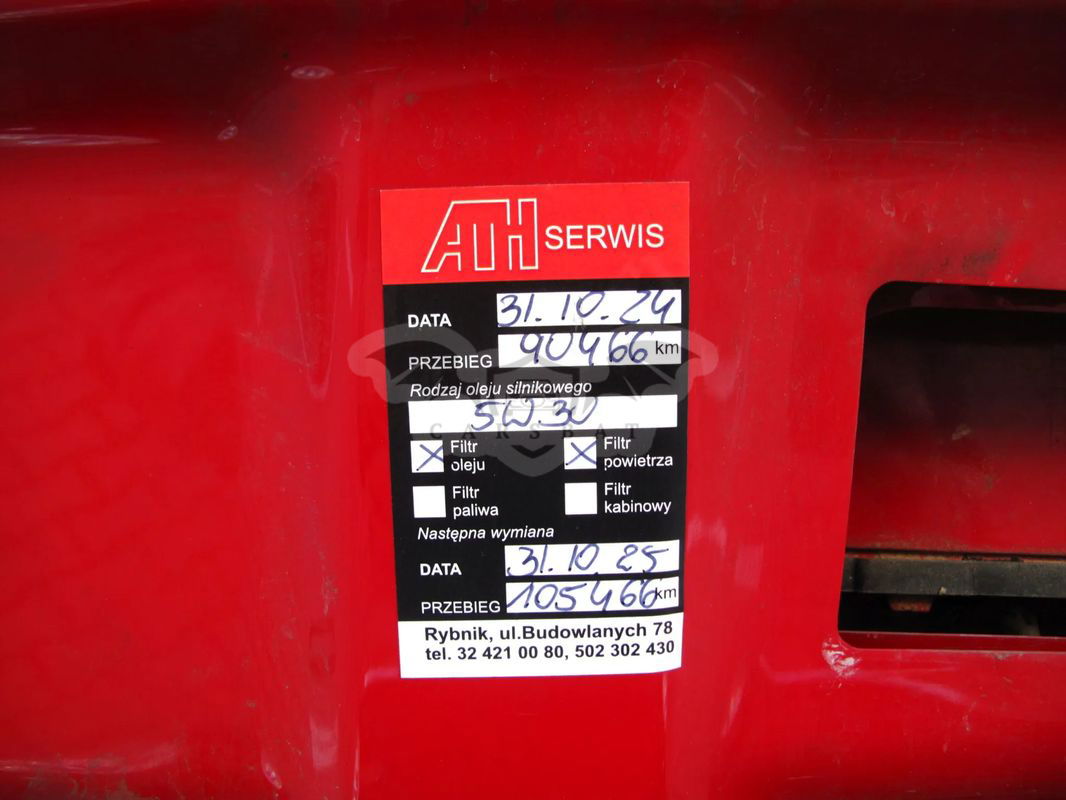 ATH SERWIS
DATA 31.10.24
PRZEBIEG 90466 km
Rodzaj oleju silnikowego
5W30
CARSBAT
X Filtr oleju X Filtr powietrza
Filtr paliwa Filtr kabinowy
Następna wymiana
DATA 31.10.25
PRZEBIEG 105466 km
Rybnik, ul.Budowlanych 78
tel. 32 421 00 80, 502 302 430